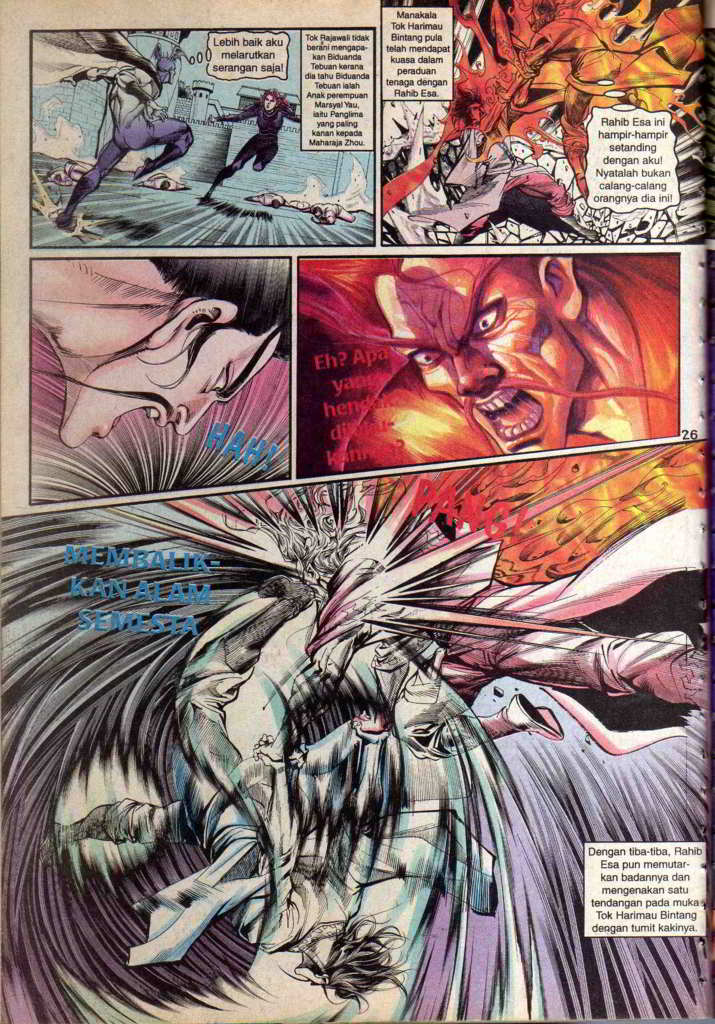 Lebih baik aku
melarutkan
serangan saja!
Tok Rajawali tidak
berani mengapa-
kan Biduanda
Tebuan kerana
dia tahu Biduanda
Tebuan ialah
Anak perempuan
Marsyal Yau,
iaitu Panglima
yang paling
kanan kepada
Maharaja Zhou.
Manakala
Tok Harimau
Bintang pula
telah mendapat
kuasa dalam
peraduan
tenaga dengan
Rahib Esa.
Rahib Esa ini
hampir-hampir
setanding
dengan aku!
Nyatalah bukan
calang-calang
orangnya dia ini!
HAH!
Eh? Apa
yang
26
PANG!
MEMBALIK-
KAN ALAM
SEMESTA
Dengan tiba-tiba, Rahib
Esa pun memutar-
kan badannya dan
mengenakan satu
tendangan pada muka
Tok Harimau Bintang
dengan tumit kakinya.